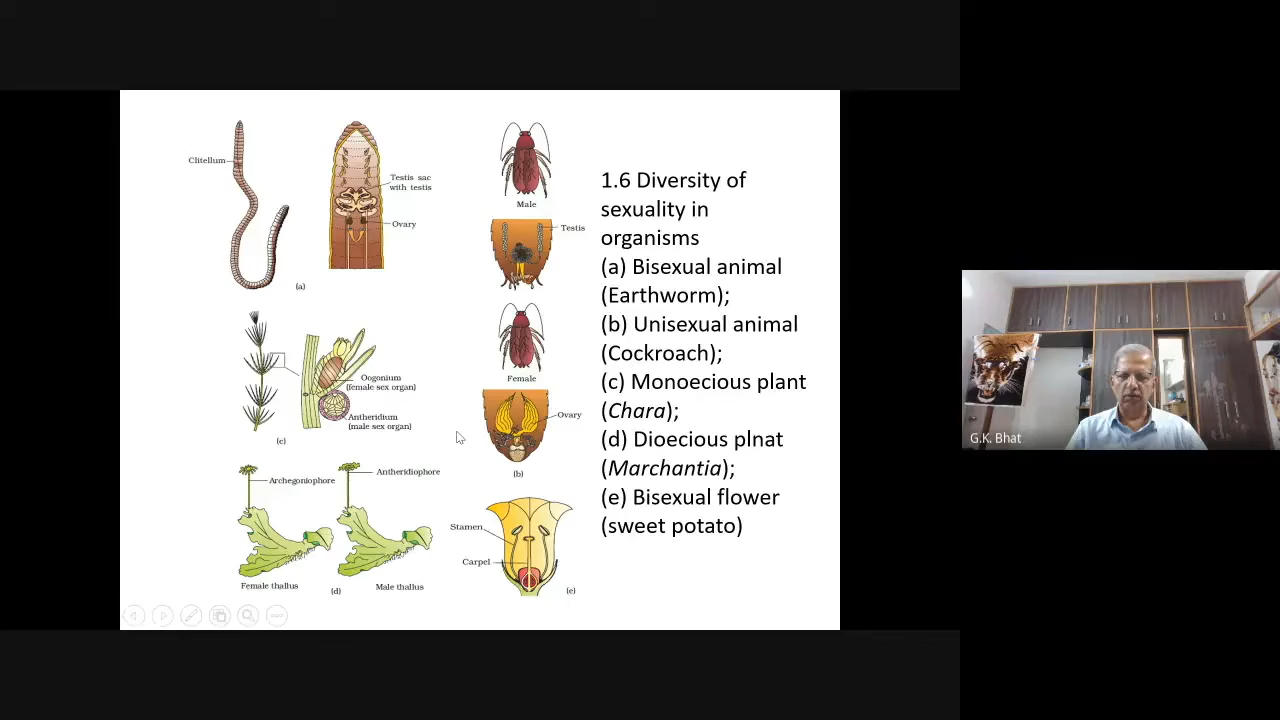 Clitellum
Testis sac
with testis
Ovary
(a)
Male
Testis
Female
Ovary
(b)
Oogonium
(female sex organ)
Antheridium
(male sex organ)
(c)
Archegoniophore
Antheridiophore
Female thallus
Male thallus
(d)
Stamen
Carpel
(e)
1.6 Diversity of
sexuality in
organisms
(a) Bisexual animal
(Earthworm);
(b) Unisexual animal
(Cockroach);
(c) Monoecious plant
(Chara);
(d) Dioecious plnat
(Marchantia);
(e) Bisexual flower
(sweet potato)
G.K. Bhat